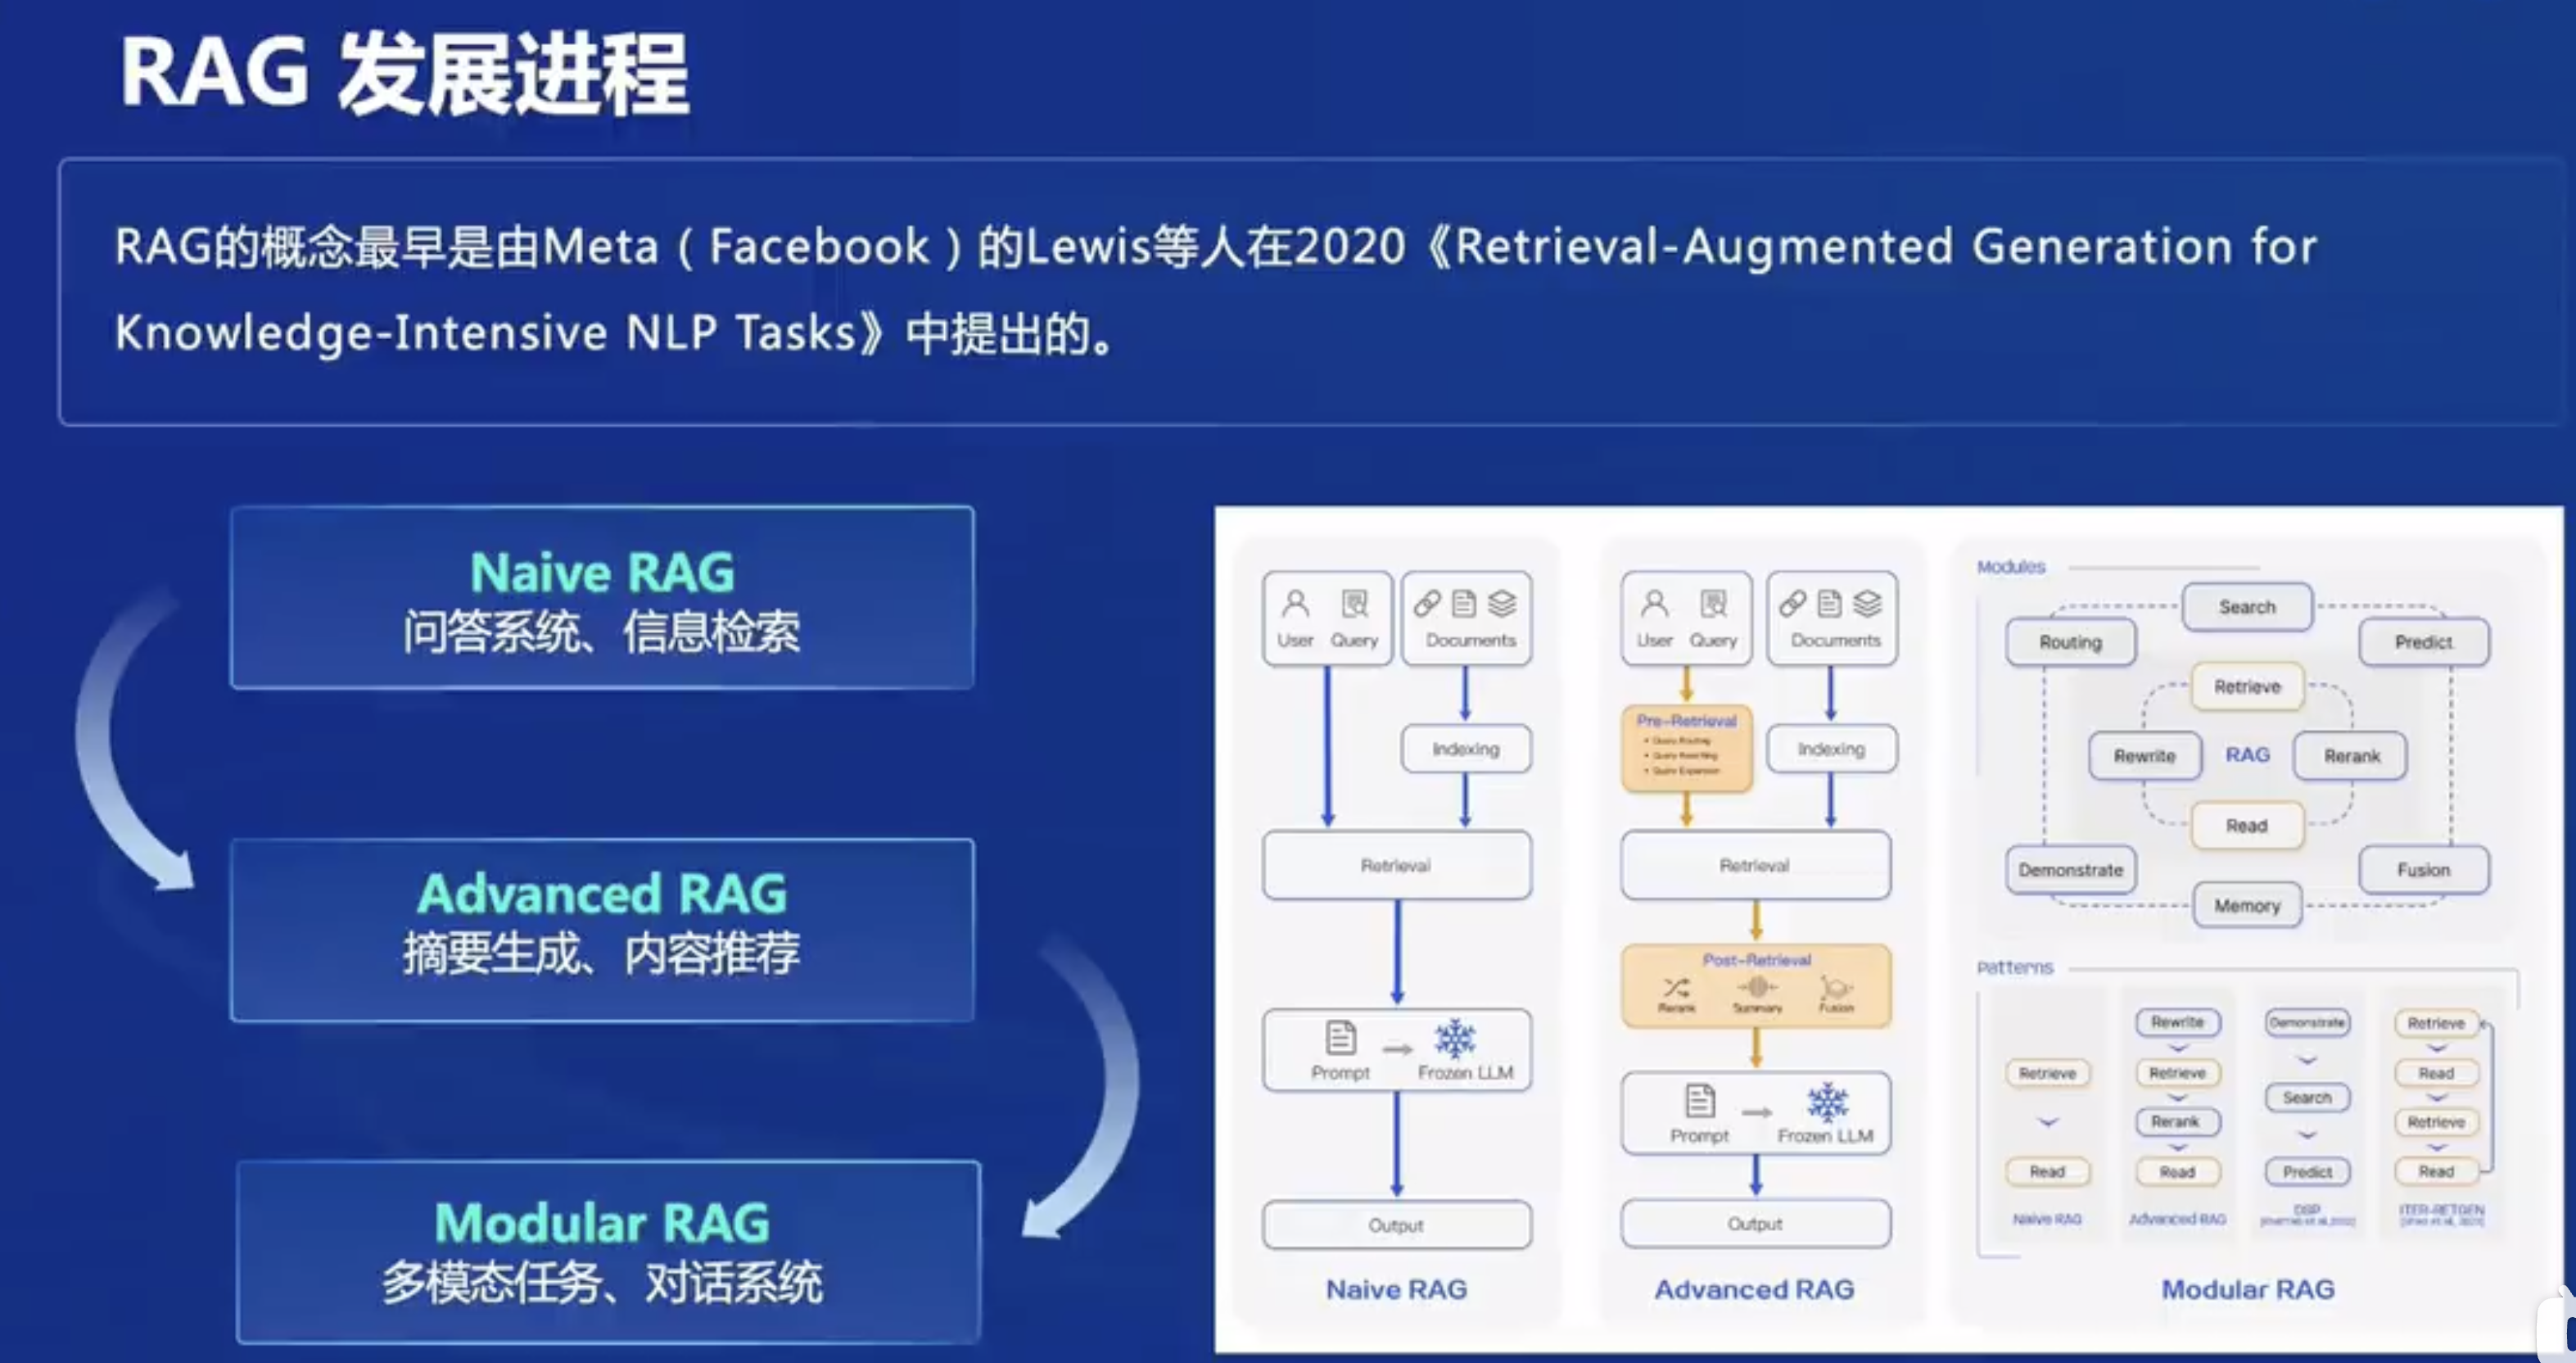 RAG 发展进程
RAG的概念最早是由Meta（Facebook）的Lewis等人在2020《Retrieval-Augmented Generation for
Knowledge-Intensive NLP Tasks》中提出的。
Naive RAG
问答系统、信息检索
Advanced RAG
摘要生成、内容推荐
Modular RAG
多模态任务、对话系统
User Query
Documents
Indexing
Retrieval
Prompt
Frozen LLM
Output
Naive RAG
User Query
Documents
Pre-Retrieval
Query Routing
Query Rewriting
Query Expansion
Indexing
Retrieval
Post-Retrieval
Rerank
Summary
Fusion
Prompt
Frozen LLM
Output
Advanced RAG
Modules
Search
Routing
Predict
Retrieve
Rewrite
RAG
Rerank
Read
Demonstrate
Fusion
Memory
Patterns
Retrieve
Read
Naive RAG
Rewrite
Retrieve
Rerank
Read
Advanced RAG
Demonstrate
Search
Predict
DSP
Retrieve
Read
Retrieve
Read
ITER-RETGEN
Modular RAG